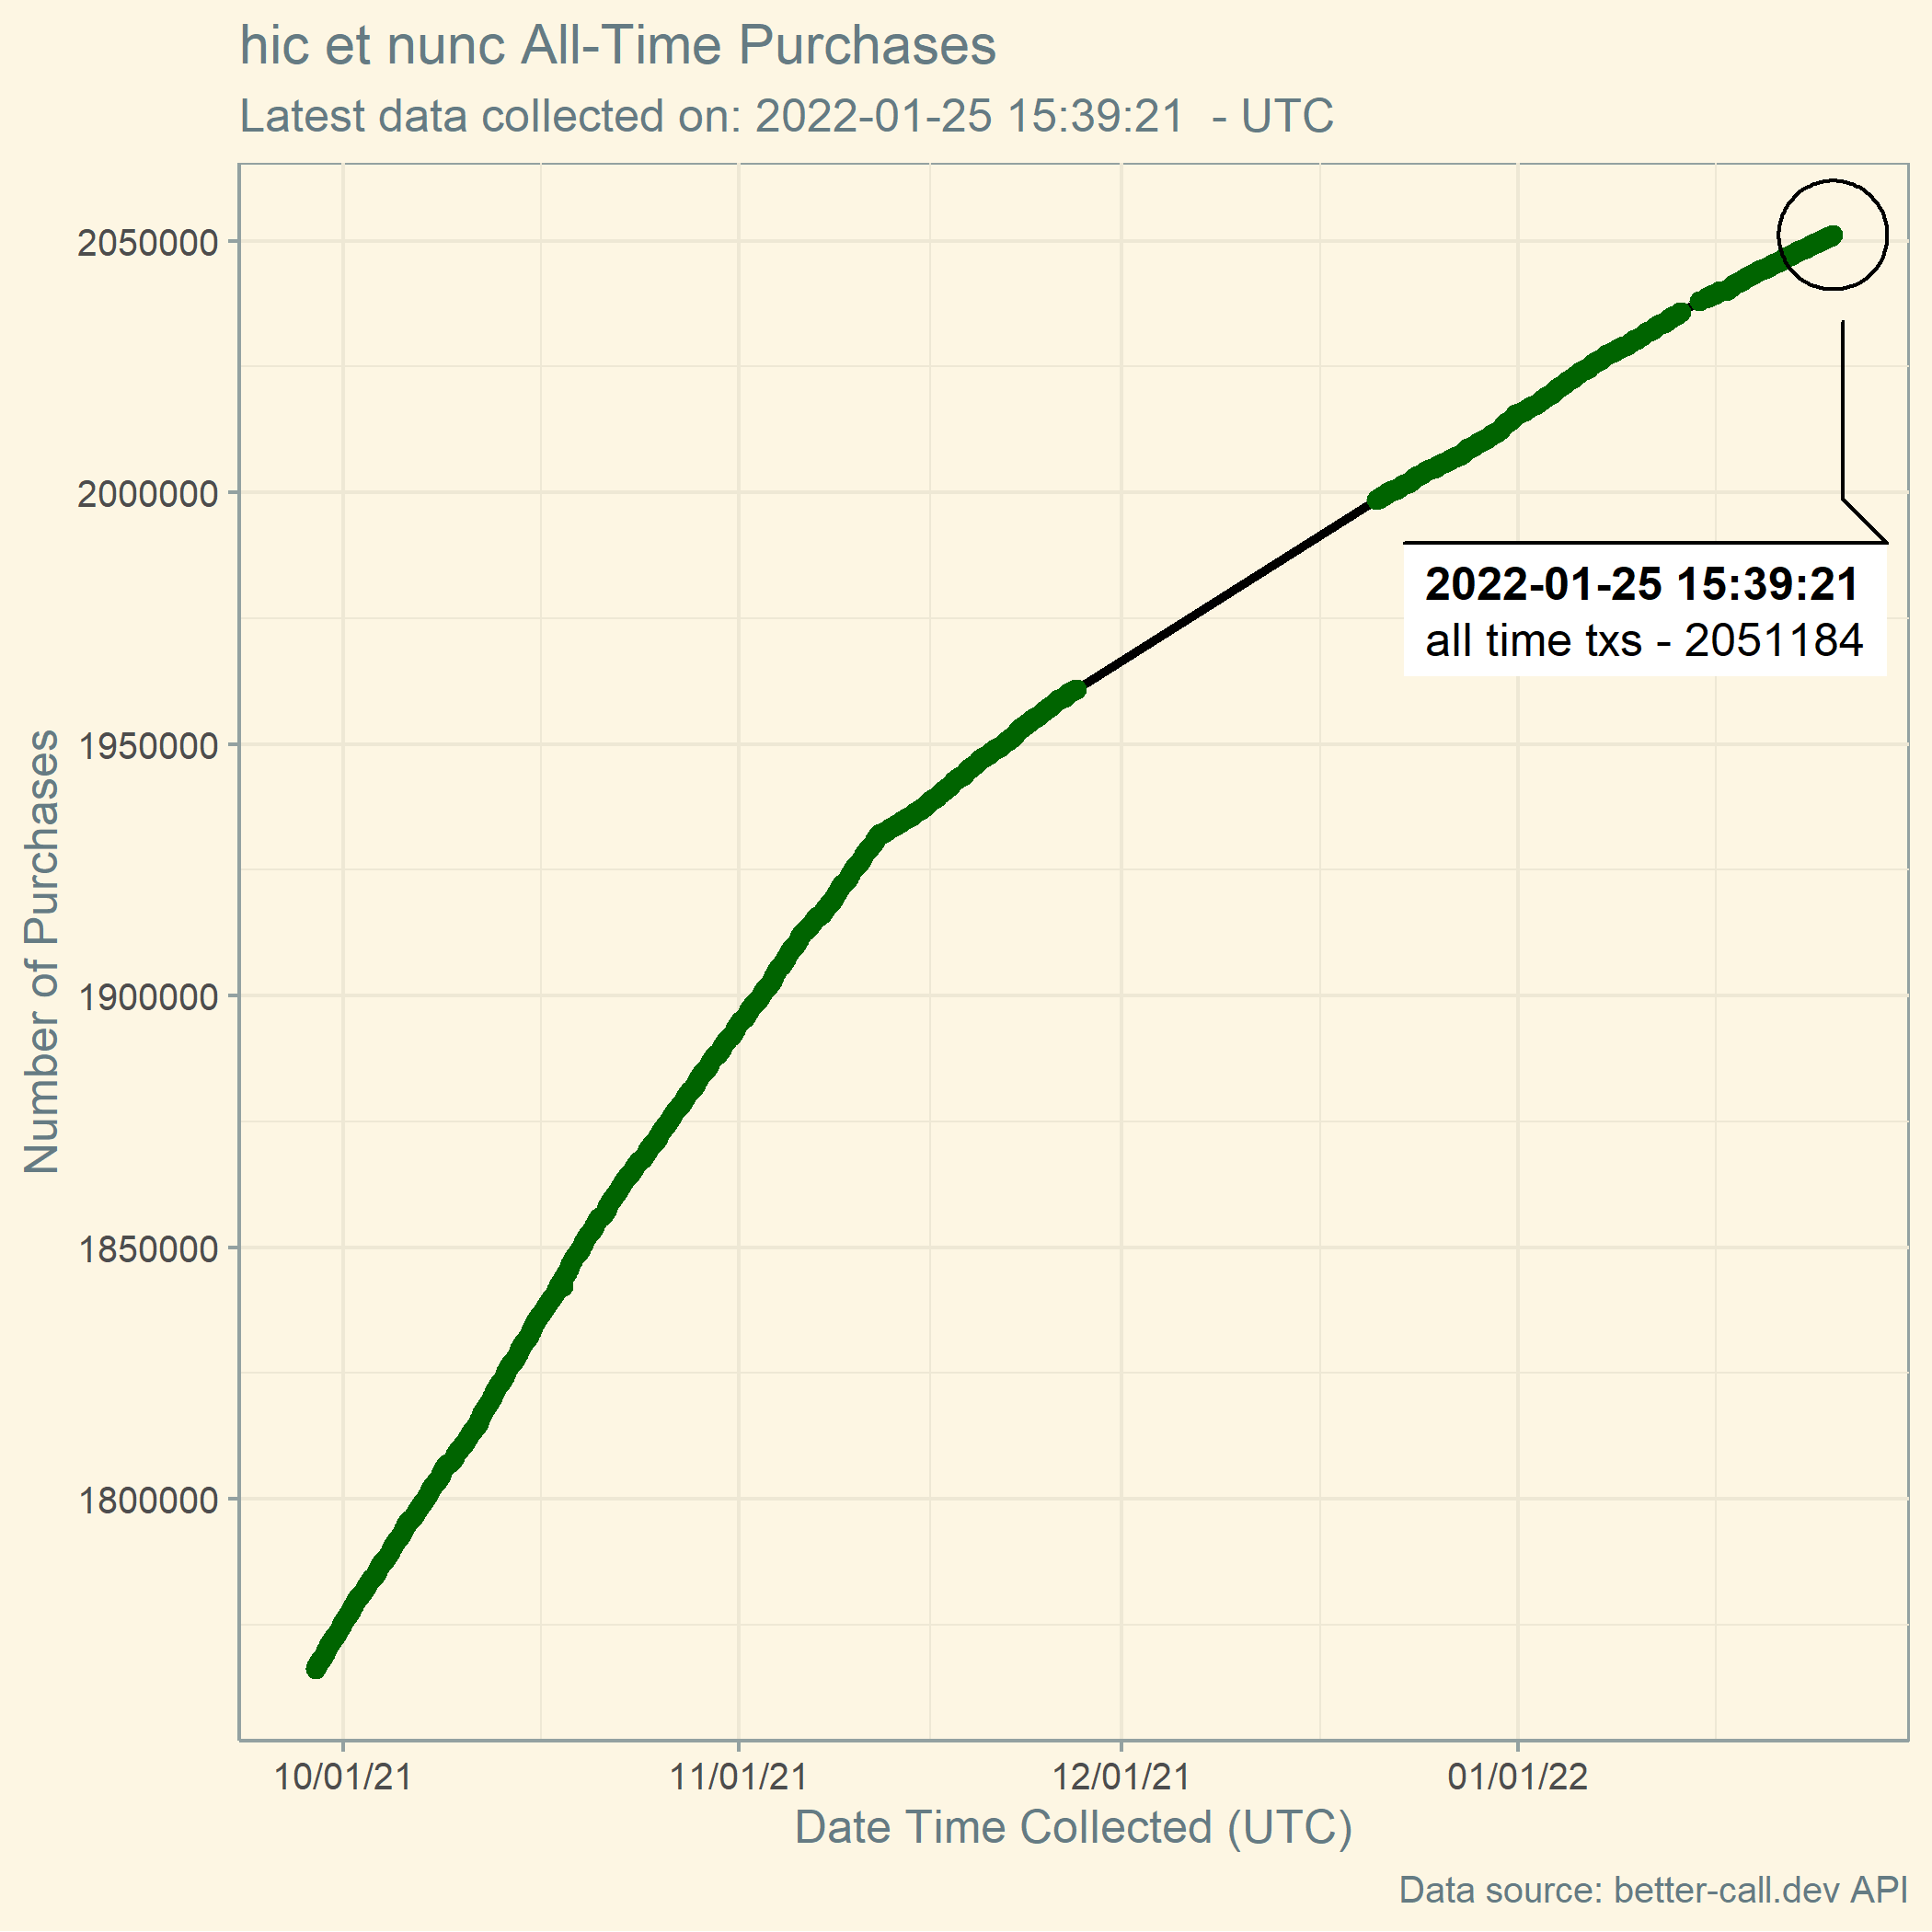 hic et nunc All-Time Purchases
Latest data collected on: 2022-01-25 15:39:21  - UTC
2050000
2000000
2022-01-25 15:39:21
all time txs - 2051184
1950000
1900000
1850000
1800000
Number of Purchases
10/01/21 11/01/21 12/01/21 01/01/22
Date Time Collected (UTC)
Data source: better-call.dev API